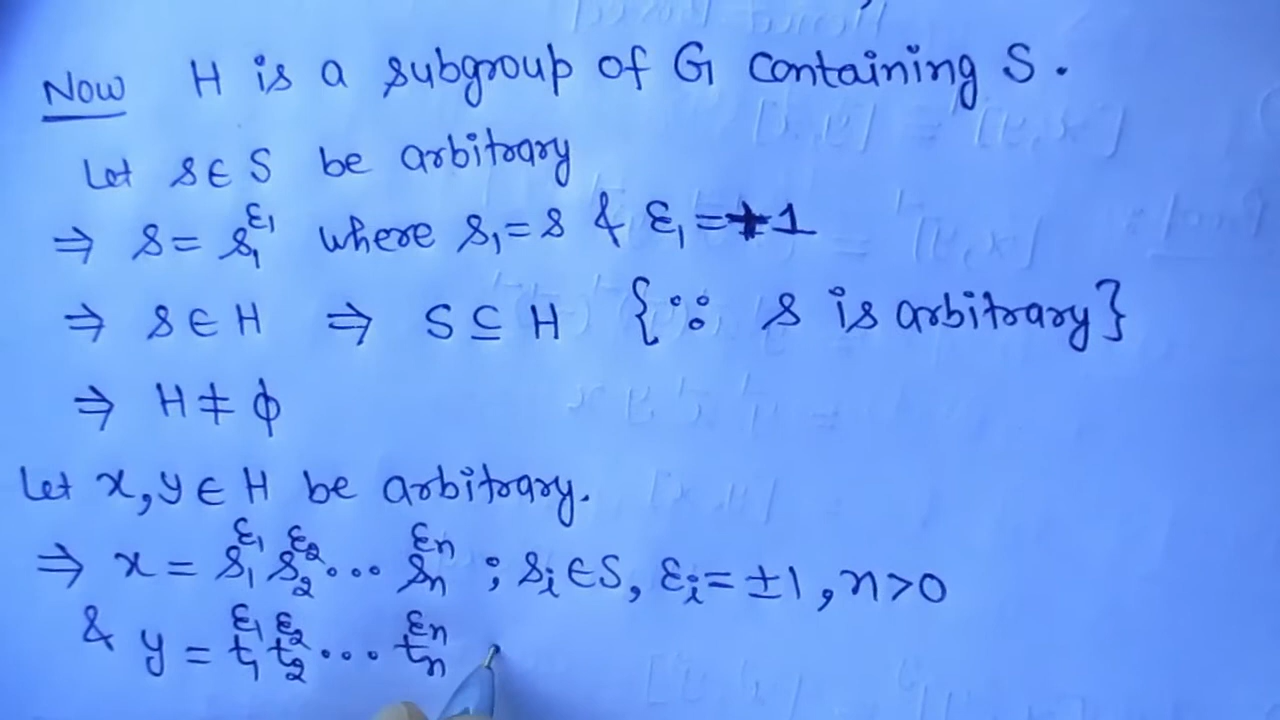 Now H is a subgroup of G containing S.
Let s∈S be arbitrary
⇒ s = s₁^ε₁ where s₁=s & ε₁=+1
⇒ s∈H ⇒ S⊆H {∵ s is arbitrary}
⇒ H≠ϕ
Let x,y∈H be arbitrary.
⇒ x = s₁^ε₁ s₂^ε₂ ... sₙ^εₙ ; sᵢ∈S, εᵢ=±1, n>0
& y = t₁^ε₁ t₂^ε₂ ... tₙ^εₙ